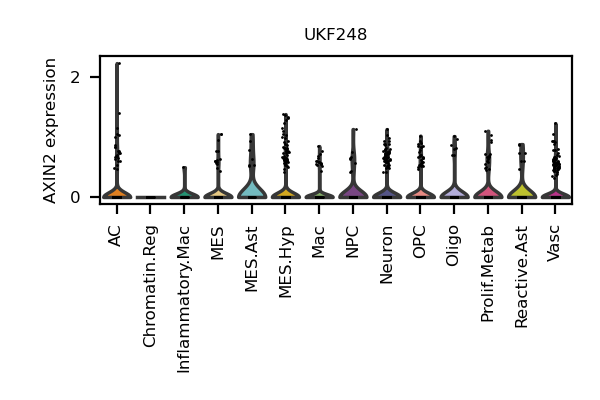 UKF248
AXIN2 expression
2
0
AC
Chromatin.Reg
Inflammatory.Mac
MES
MES.Ast
MES.Hyp
Mac
NPC
Neuron
OPC
Oligo
Prolif.Metab
Reactive.Ast
Vasc